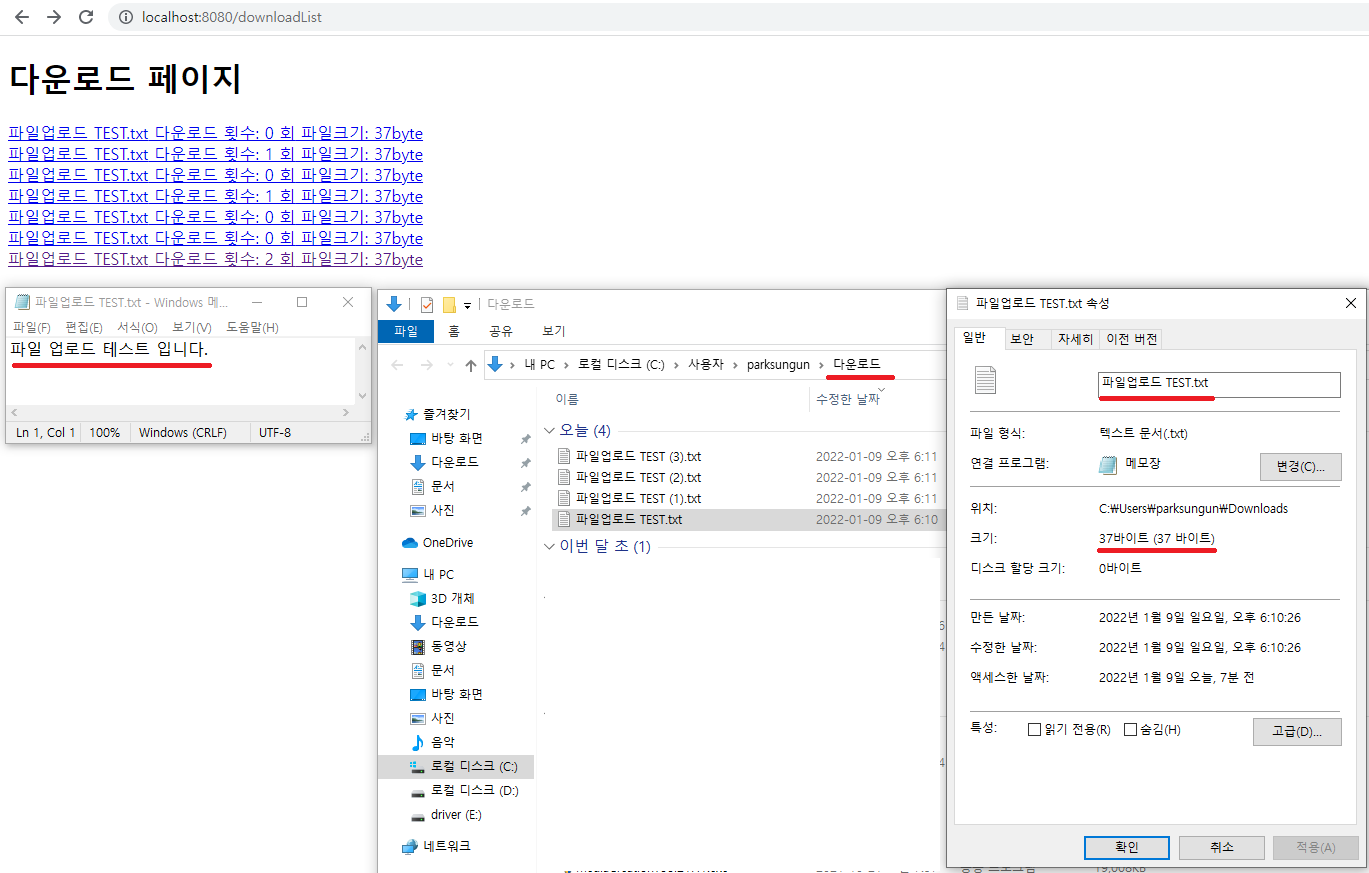 localhost:8080/downloadList
다운로드 페이지
파일업로드 TEST.txt 다운로드 횟수: 0 회 파일크기: 37byte
파일업로드 TEST.txt 다운로드 횟수: 1 회 파일크기: 37byte
파일업로드 TEST.txt 다운로드 횟수: 0 회 파일크기: 37byte
파일업로드 TEST.txt 다운로드 횟수: 1 회 파일크기: 37byte
파일업로드 TEST.txt 다운로드 횟수: 0 회 파일크기: 37byte
파일업로드 TEST.txt 다운로드 횟수: 0 회 파일크기: 37byte
파일업로드 TEST.txt 다운로드 횟수: 2 회 파일크기: 37byte
파일업로드 TEST.txt - Windows 메...
파일(F) 편집(E) 서식(O) 보기(V) 도움말(H)
파일 업로드 테스트 입니다.
Ln 1, Col 1 100% Windows (CRLF) UTF-8
다운로드
파일 홈 공유 보기
내 PC > 로컬 디스크 (C:) > 사용자 > parksungun > 다운로드
즐겨찾기
바탕 화면
다운로드
문서
사진
OneDrive
내 PC
3D 개체
다운로드
동영상
문서
바탕 화면
사진
음악
로컬 디스크 (C:)
로컬 디스크 (D:)
driver (E:)
네트워크
이름 수정한 날짜
오늘 (4)
파일업로드 TEST (3).txt 2022-01-09 오후 6:11
파일업로드 TEST (2).txt 2022-01-09 오후 6:11
파일업로드 TEST (1).txt 2022-01-09 오후 6:11
파일업로드 TEST.txt 2022-01-09 오후 6:10
이번 달 초 (1)
파일업로드 TEST.txt 속성
일반 보안 자세히 이전 버전
파일업로드 TEST.txt
파일 형식: 텍스트 문서(.txt)
연결 프로그램: 메모장 변경(C)...
위치: C:₩Users₩parksungun₩Downloads
크기: 37바이트 (37 바이트)
디스크 할당 크기: 0바이트
만든 날짜: 2022년 1월 9일 일요일, 오후 6:10:26
수정한 날짜: 2022년 1월 9일 일요일, 오후 6:10:26
액세스한 날짜: 2022년 1월 9일 오늘, 7분 전
특성: 읽기 전용(R) 숨김(H) 고급(D)...
확인 취소 적용(A)